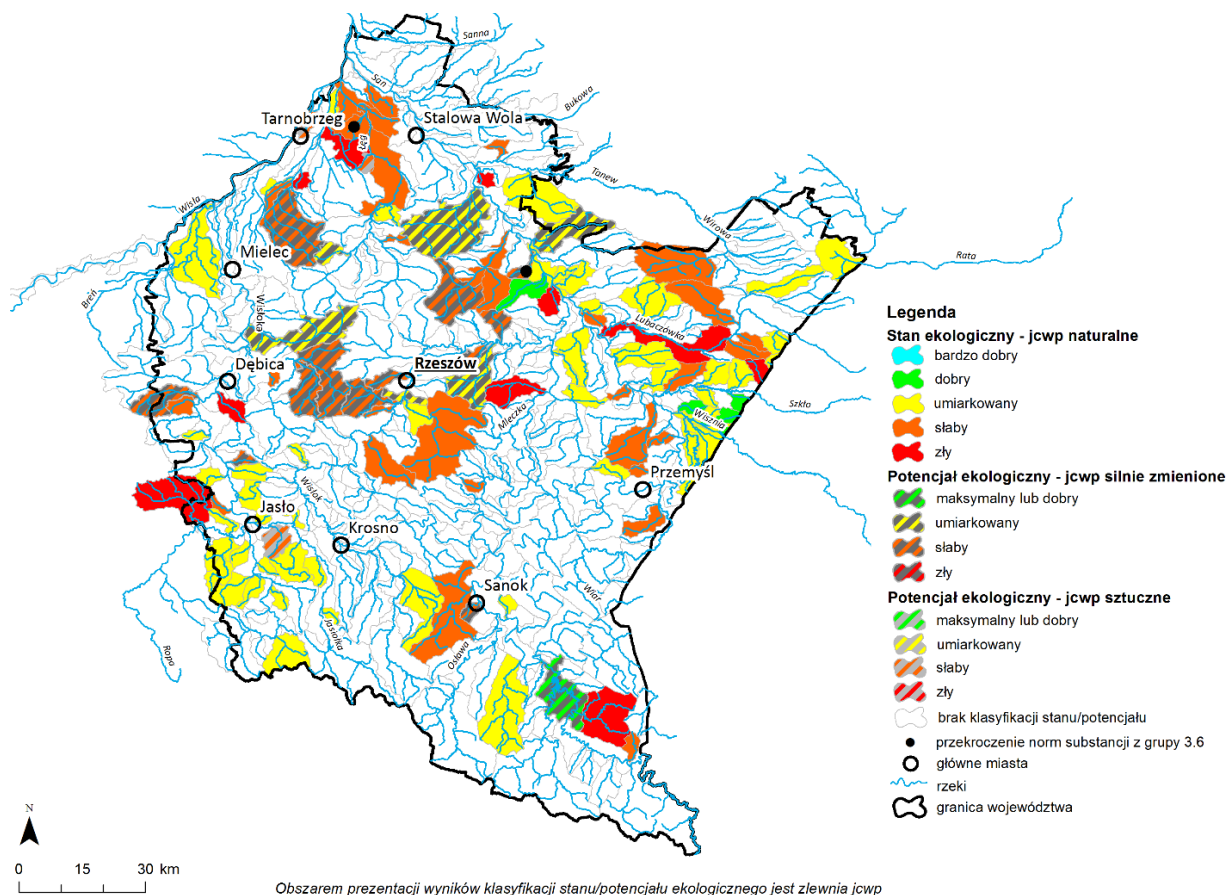 Sanna
San
Bukowa
Tarnobrzeg
Stalowa Wola
Łęg
Tanew
Wisła
Wirowa
Mielec
Rata
Breń
Wisłoka
Lubaczówka
Dębica
Rzeszów
Szkło
Mleczka
Wisznia
Przemyśl
Wisłok
Jasło
Krosno
Sanok
Wiar
Jasiołka
Ropa
Osława
Legenda
Stan ekologiczny - jcwp naturalne
bardzo dobry
dobry
umiarkowany
słaby
zły
Potencjał ekologiczny - jcwp silnie zmienione
maksymalny lub dobry
umiarkowany
słaby
zły
Potencjał ekologiczny - jcwp sztuczne
maksymalny lub dobry
umiarkowany
słaby
zły
brak klasyfikacji stanu/potencjału
przekroczenie norm substancji z grupy 3.6
główne miasta
rzeki
granica województwa
N
0 15 30 km
Obszarem prezentacji wyników klasyfikacji stanu/potencjału ekologicznego jest zlewnia jcwp